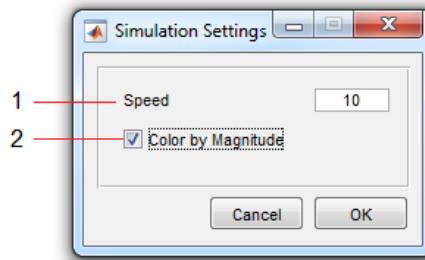 Simulation Settings
1 Speed 10
2 Color by Magnitude
Cancel OK